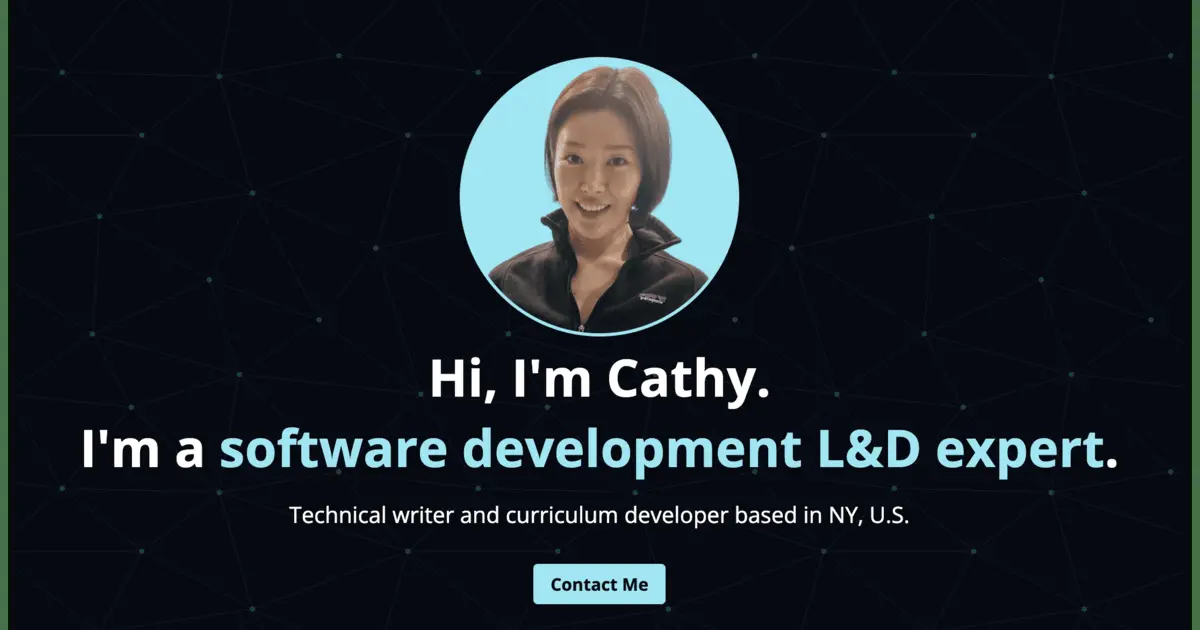 Hi, I'm Cathy.
I'm a software development L&D expert.
Technical writer and curriculum developer based in NY, U.S.
Contact Me